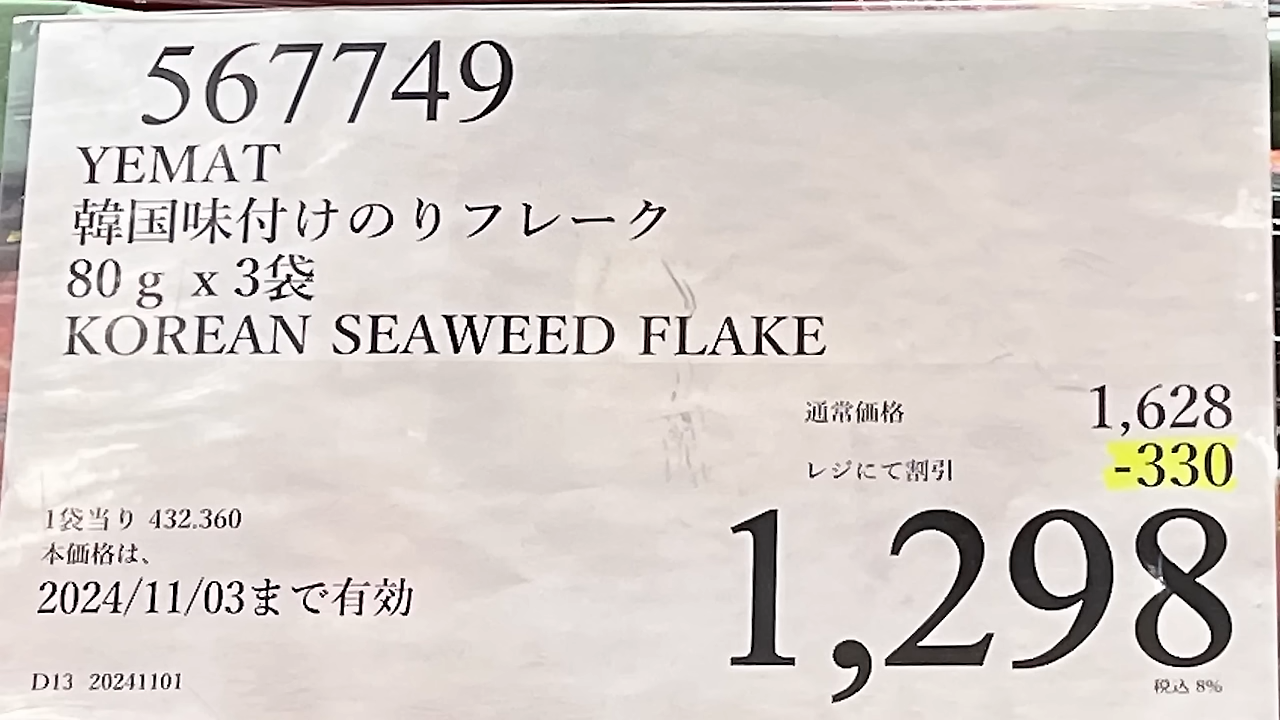 567749
YEMAT
韓国味付けのりフレーク
80ｇ x 3袋
KOREAN SEAWEED FLAKE
通常価格 1,628
レジにて割引 -330
1,298
税込 8%
1袋当り 432.360
本価格は、
2024/11/03まで有効
D13 20241101